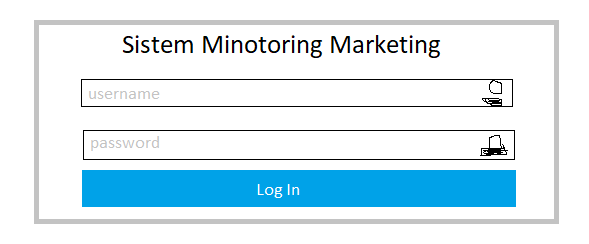 Sistem Minotoring Marketing
username
password
Log In